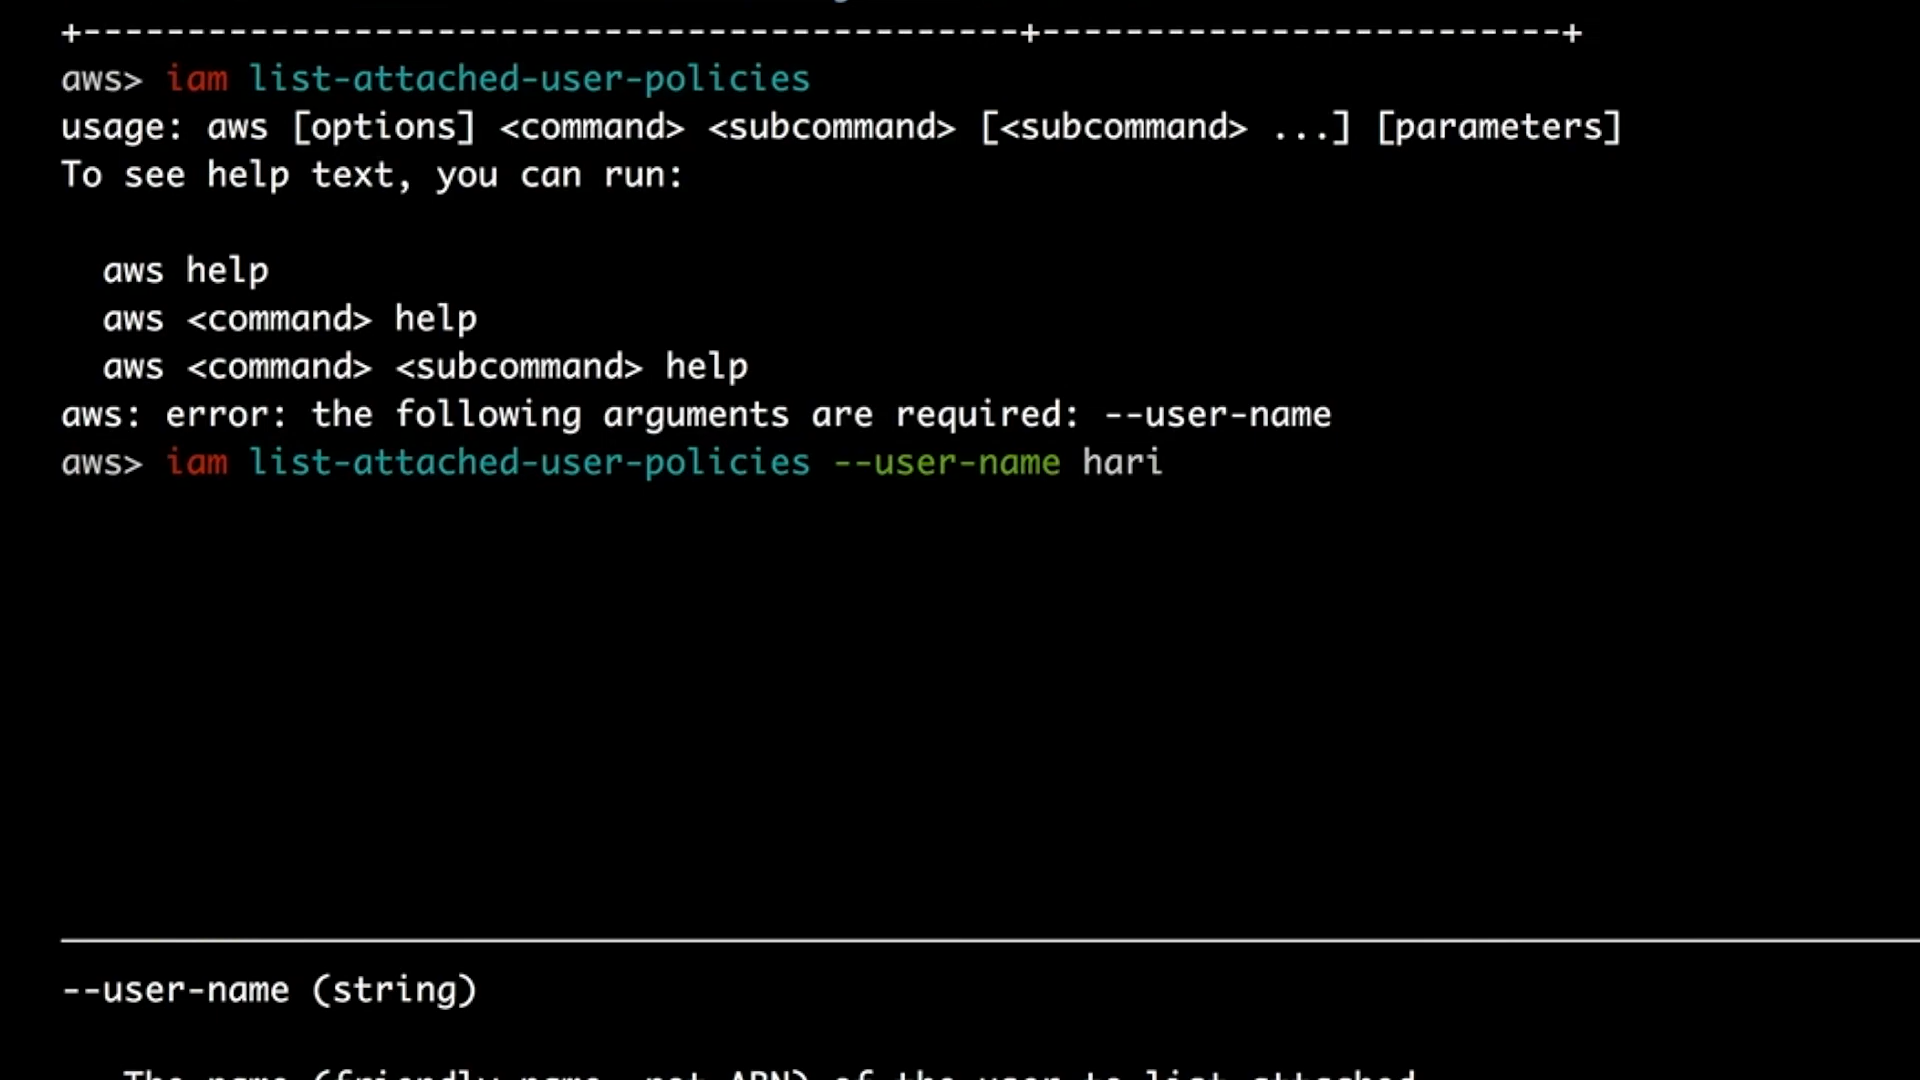 +---------------------------------------------+-------------------------+
aws> iam list-attached-user-policies
usage: aws [options] <command> <subcommand> [<subcommand> ...] [parameters]
To see help text, you can run:
aws help
aws <command> help
aws <command> <subcommand> help
aws: error: the following arguments are required: --user-name
aws> iam list-attached-user-policies --user-name hari
--user-name (string)
The name (friendly name, not ARN) of the user to list attached